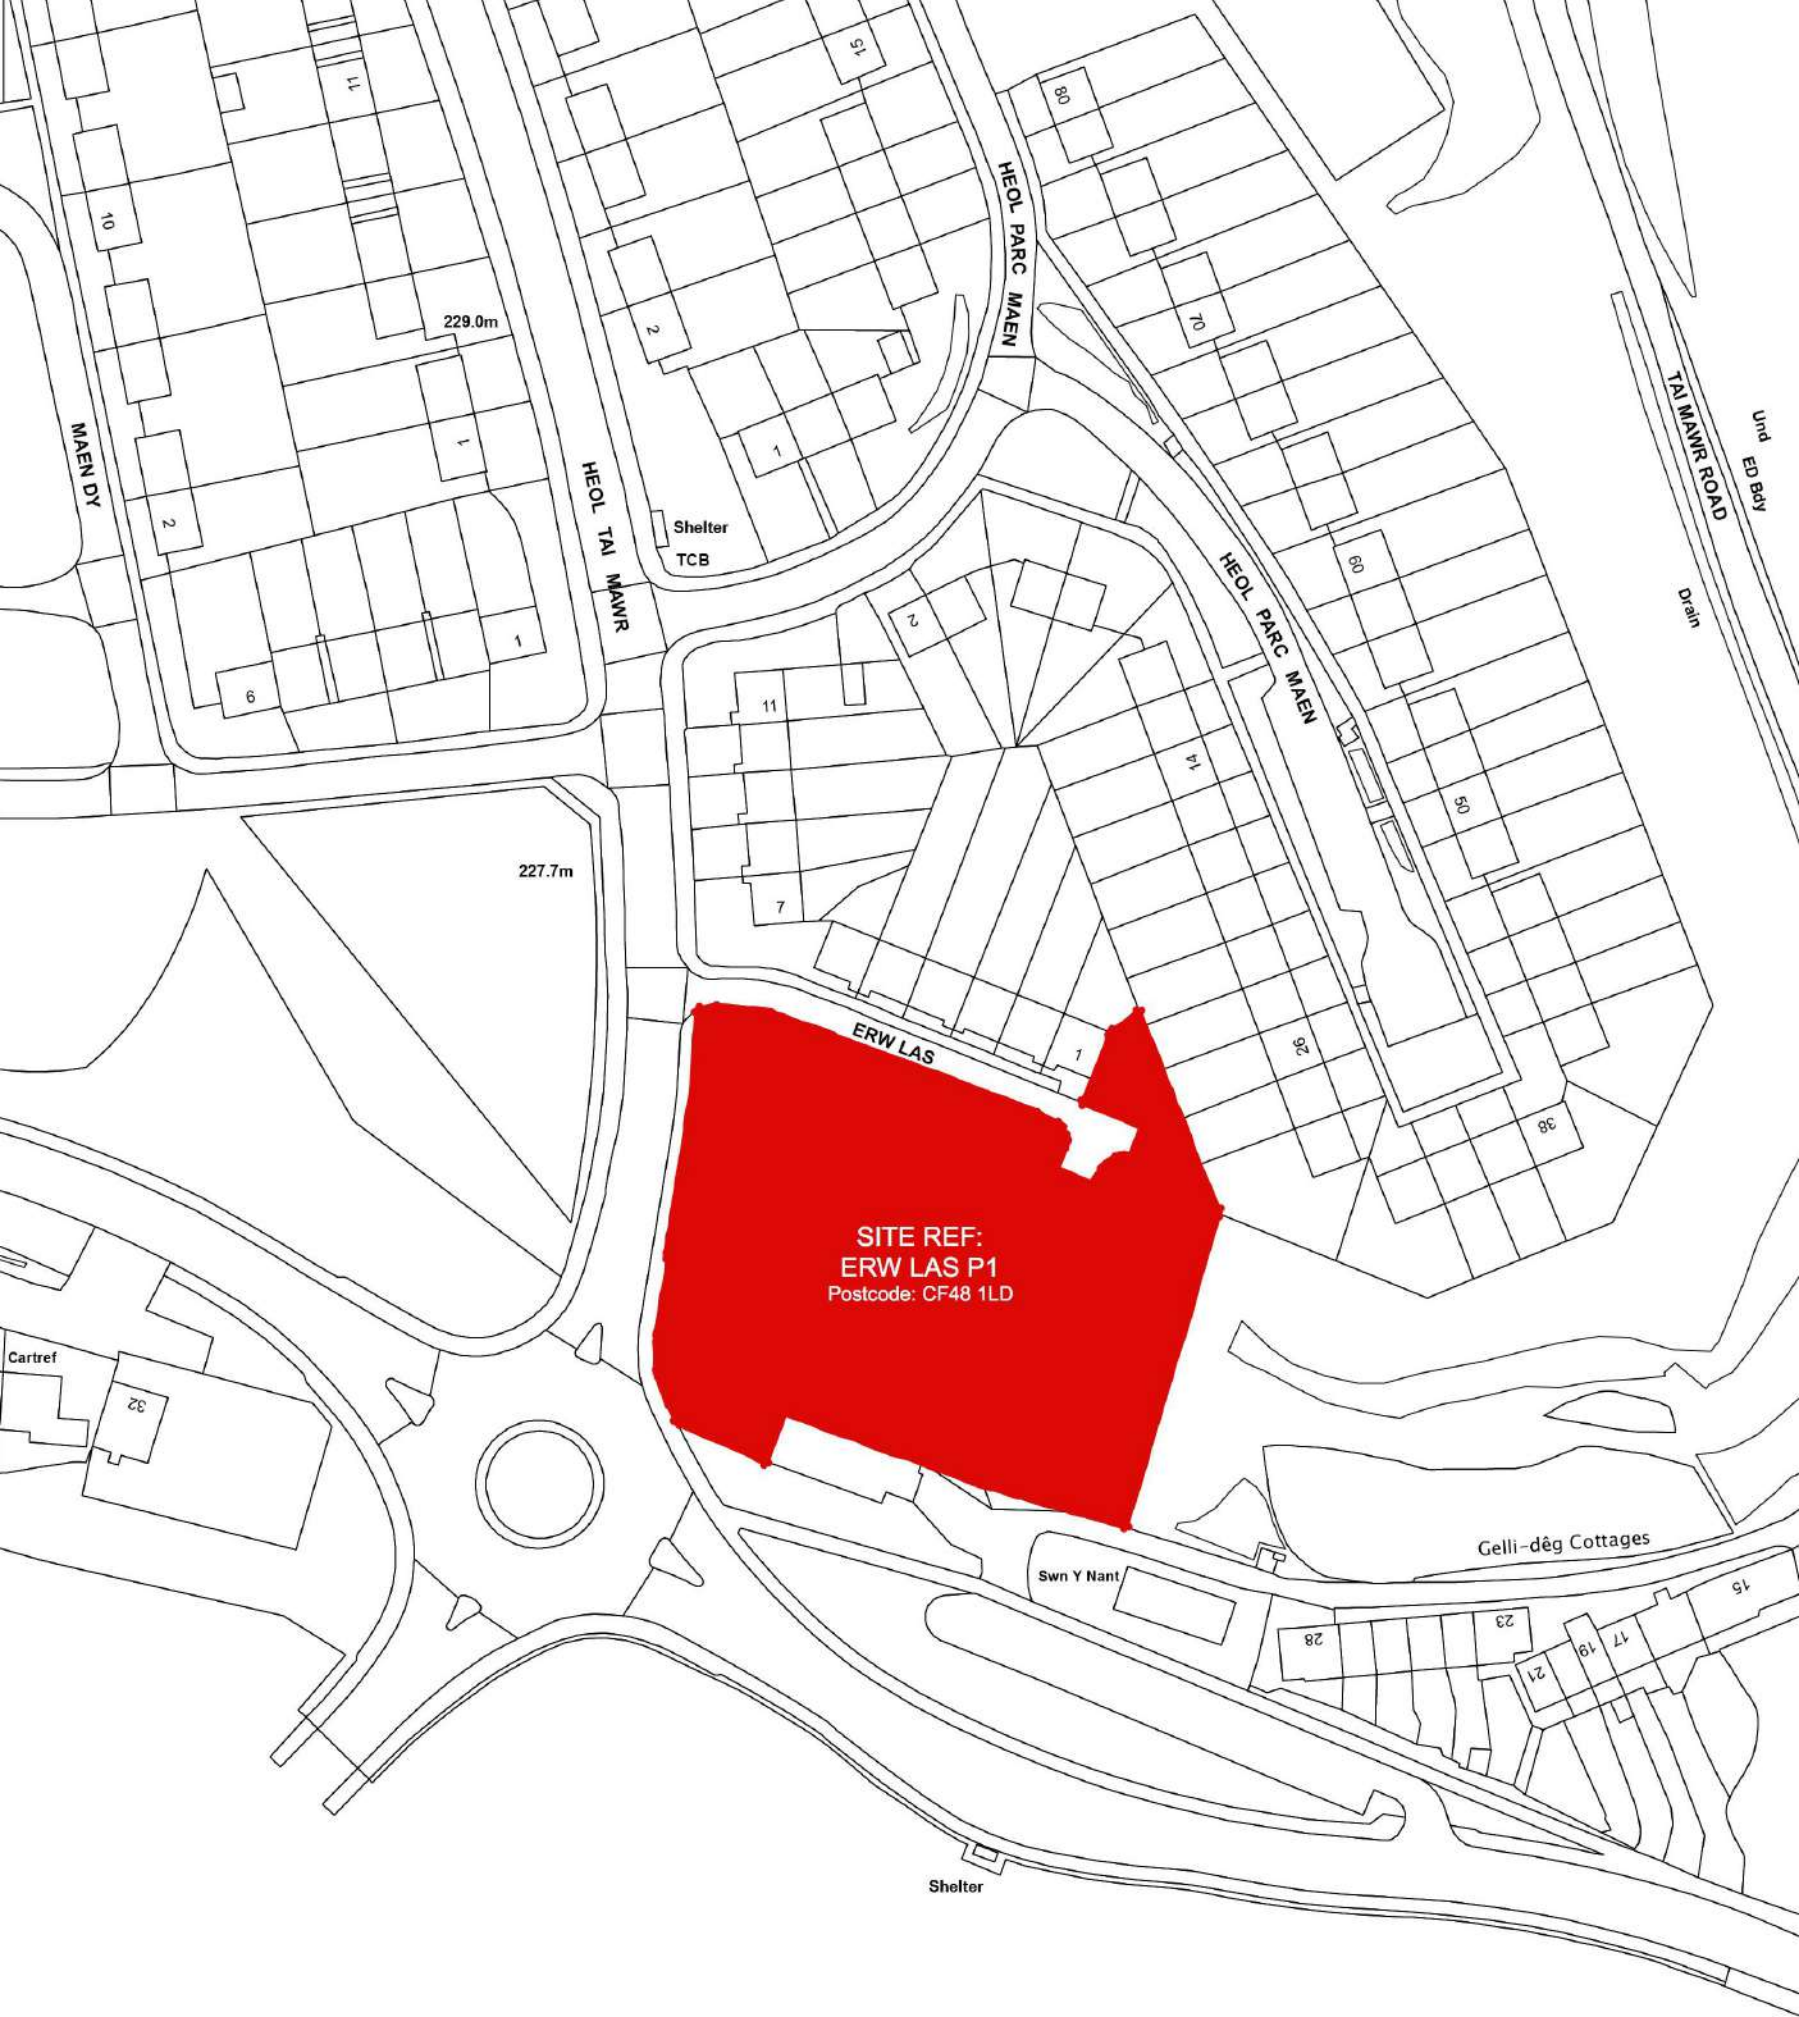 15
11
80
HEOL PARC MAEN
10
229.0m
2
70
1
1
MAEN DY
2
HEOL TAI MAWR
Shelter
TCB
TAI MAWR ROAD
Und
ED Bdy
Drain
60
HEOL PARC MAEN
2
1
6
11
14
50
227.7m
7
ERW LAS
1
26
38
SITE REF:
ERW LAS P1
Postcode: CF48 1LD
Cartref
32
Gelli-dêg Cottages
Swn Y Nant
15
23
28
19
17
21
Shelter